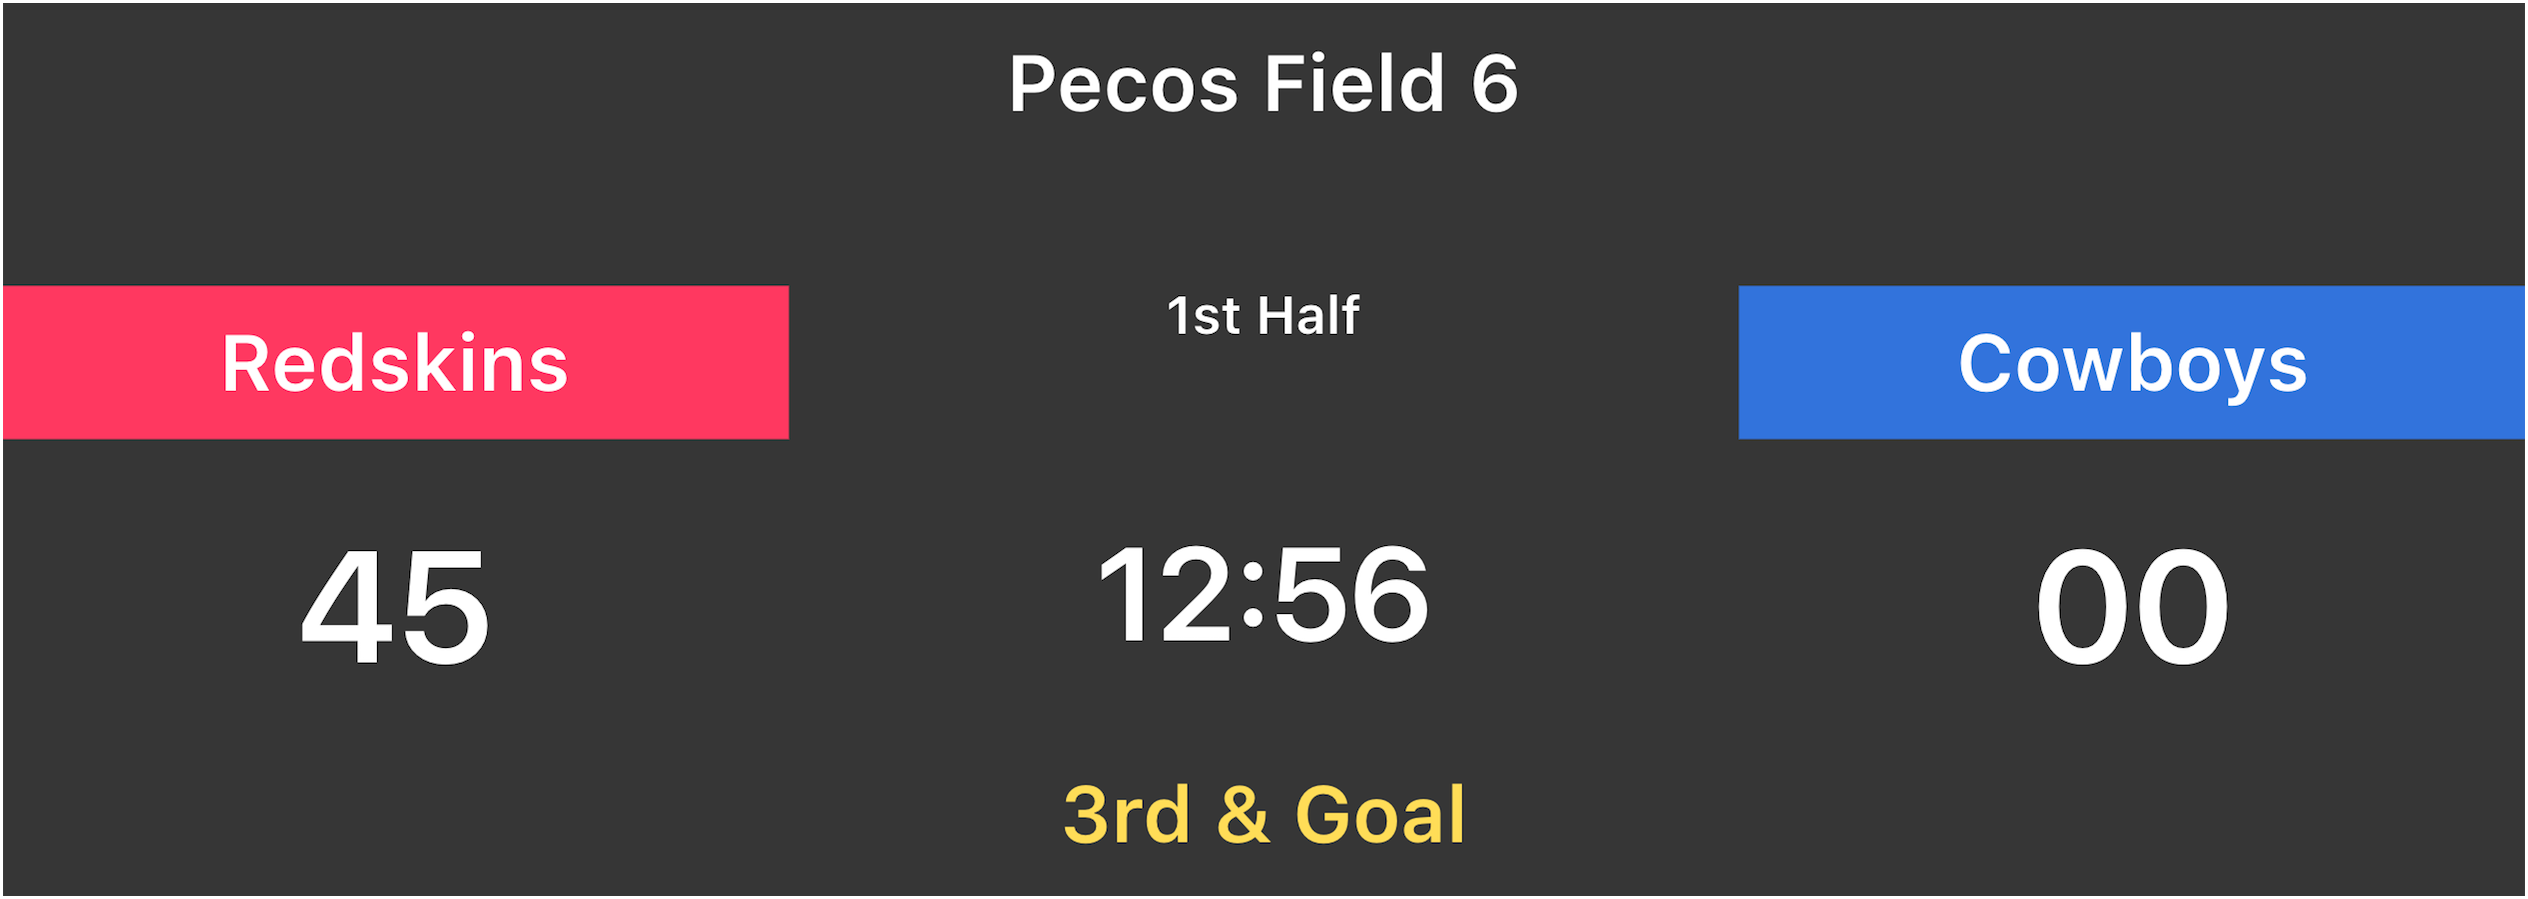 Pecos Field 6
1st Half
Redskins
Cowboys
45
12:56
00
3rd & Goal